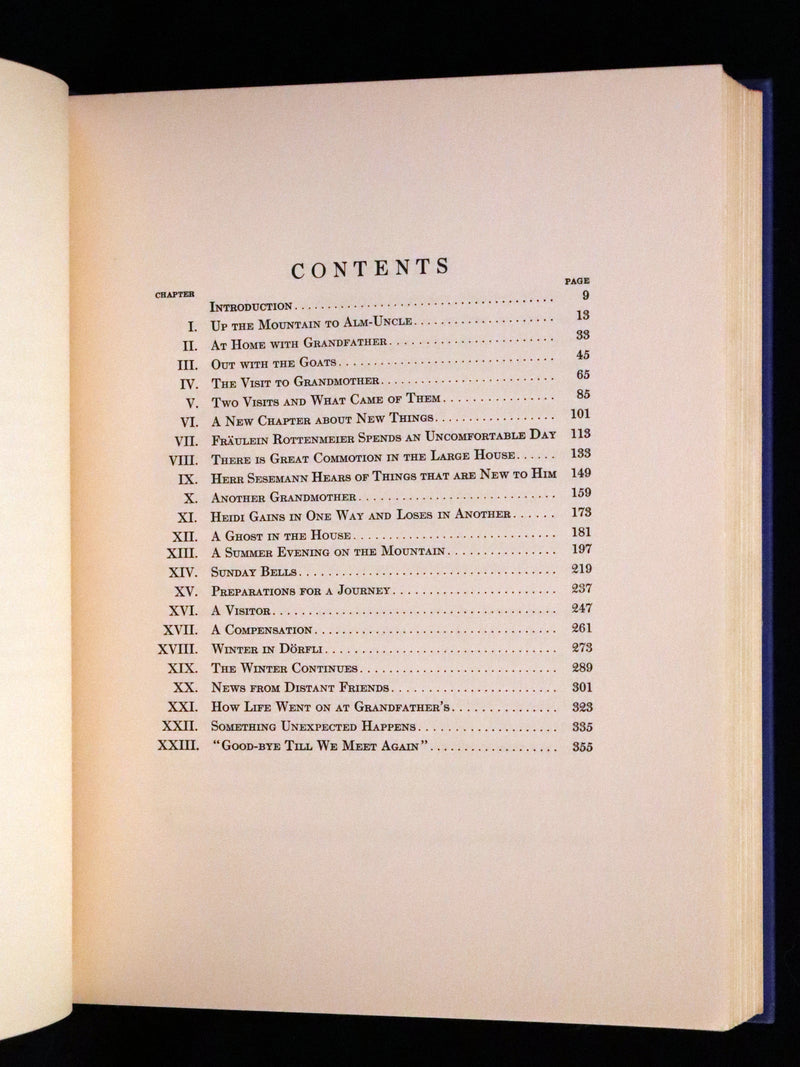 CONTENTS
CHAPTER PAGE
INTRODUCTION........................................ 9
I. UP THE MOUNTAIN TO ALM-UNCLE..................... 13
II. AT HOME WITH GRANDFATHER......................... 33
III. OUT WITH THE GOATS................................ 45
IV. THE VISIT TO GRANDMOTHER.......................... 65
V. TWO VISITS AND WHAT CAME OF THEM................ 85
VI. A NEW CHAPTER ABOUT NEW THINGS................. 101
VII. FRÄULEIN ROTTENMEIER SPENDS AN UNCOMFORTABLE DAY 113
VIII. THERE IS GREAT COMMOTION IN THE LARGE HOUSE...... 133
IX. HERR SESEMANN HEARS OF THINGS THAT ARE NEW TO HIM 149
X. ANOTHER GRANDMOTHER............................. 159
XI. HEIDI GAINS IN ONE WAY AND LOSES IN ANOTHER...... 173
XII. A GHOST IN THE HOUSE.............................. 181
XIII. A SUMMER EVENING ON THE MOUNTAIN............... 197
XIV. SUNDAY BELLS...................................... 219
XV. PREPARATIONS FOR A JOURNEY........................ 237
XVI. A VISITOR.......................................... 247
XVII. A COMPENSATION.................................... 261
XVIII. WINTER IN DÖRFLI.................................. 273
XIX. THE WINTER CONTINUES............................. 289
XX. NEWS FROM DISTANT FRIENDS........................ 301
XXI. HOW LIFE WENT ON AT GRANDFATHER'S............... 323
XXII. SOMETHING UNEXPECTED HAPPENS.................... 335
XXIII. "GOOD-BYE TILL WE MEET AGAIN"................... 355